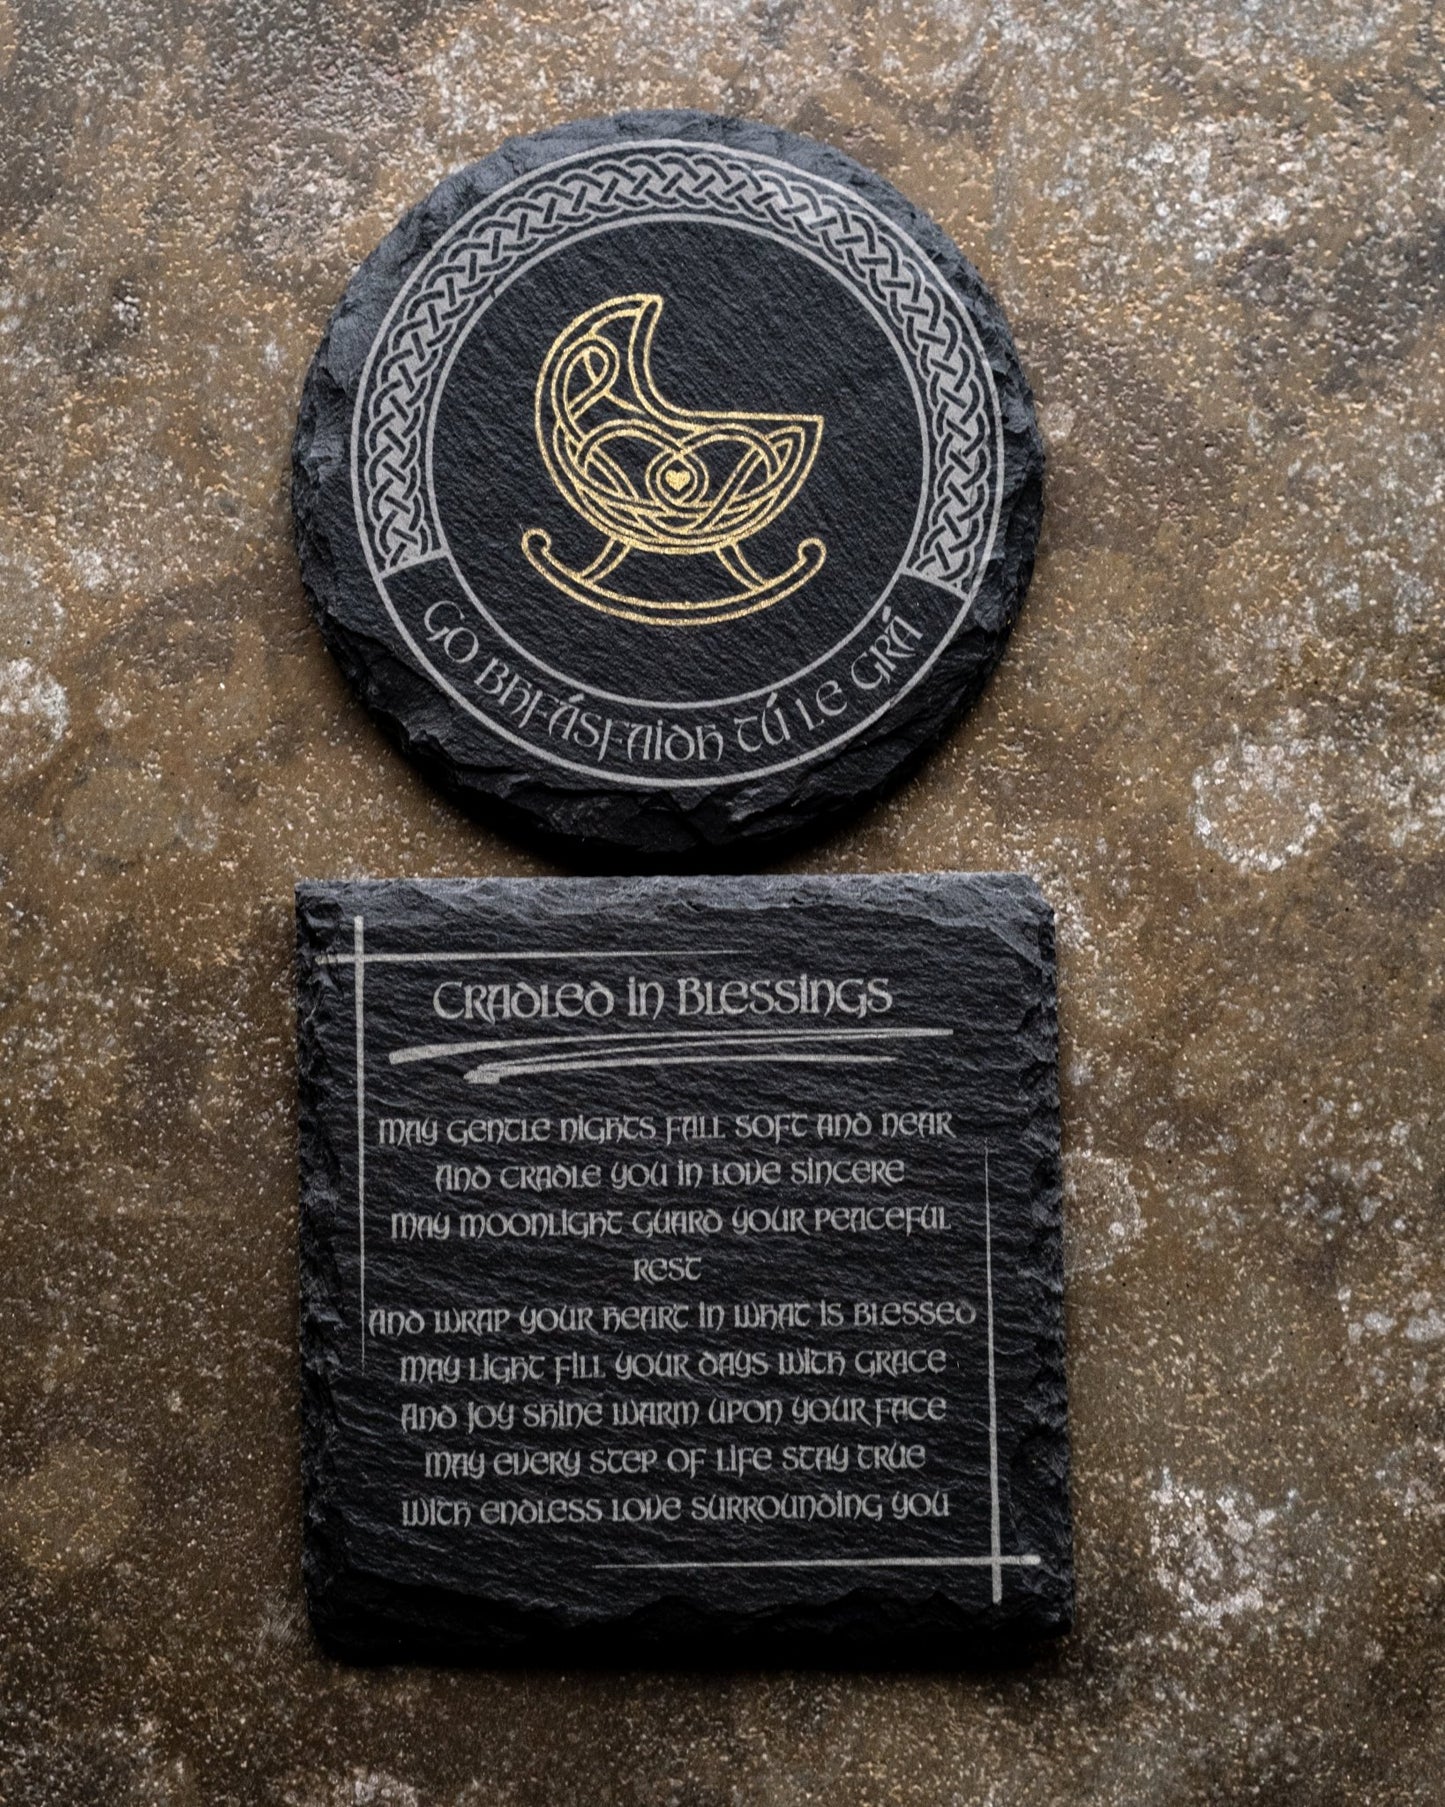 GO BHFÁSFAIDH TÚ LE GRÁ
CRADLED IN BLESSINGS
MAY GENTLE NIGHTS FALL SOFT AND NEAR
AND CRADLE YOU IN LOVE SINCERE
MAY MOONLIGHT GUARD YOUR PEACEFUL
REST
AND WRAP YOUR HEART IN WHAT IS BLESSED
MAY LIGHT FILL YOUR DAYS WITH GRACE
AND JOY SHINE WARM UPON YOUR FACE
MAY EVERY STEP OF LIFE STAY TRUE
WITH ENDLESS LOVE SURROUNDING YOU